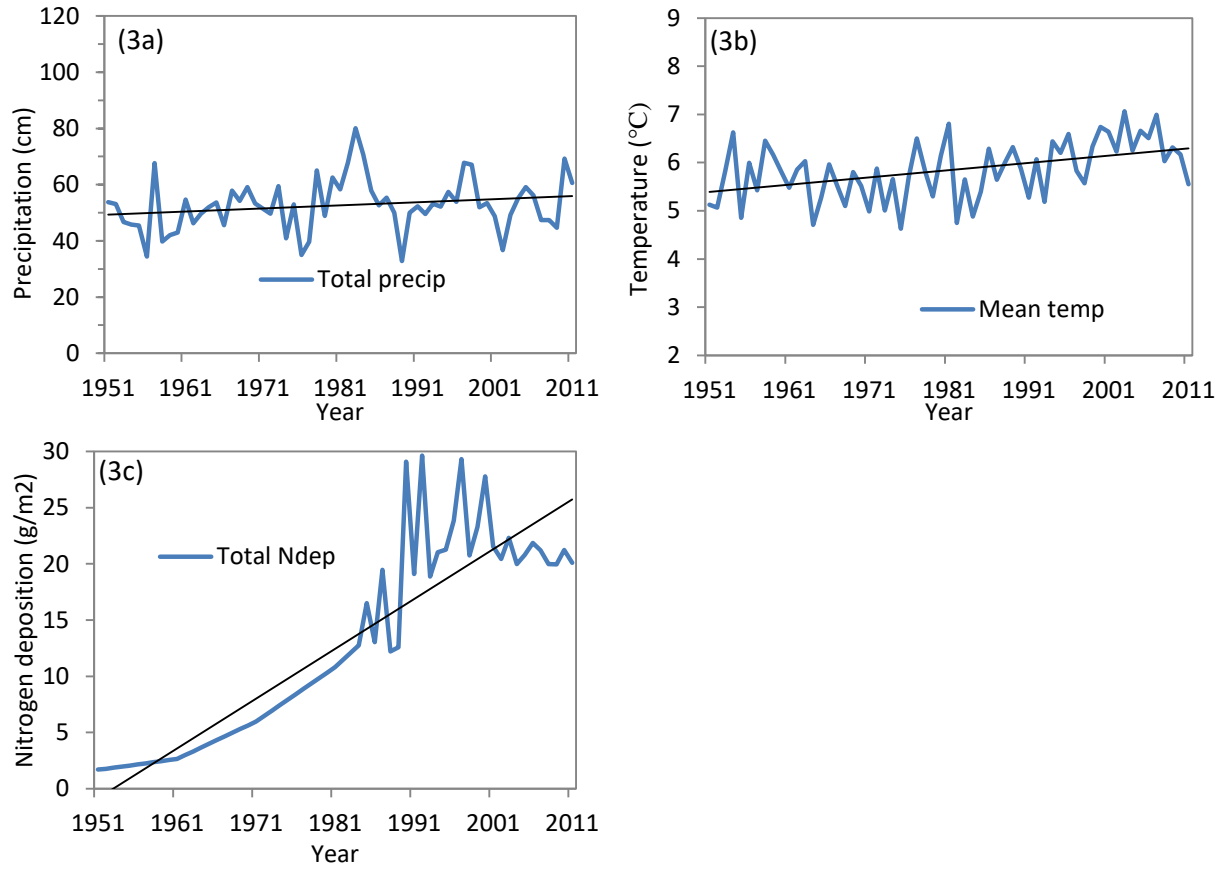 (3a)
Precipitation (cm)
120
100
80
60
40
20
0
Total precip
1951 1961 1971 1981 1991 2001 2011
Year
(3b)
Temperature (°C)
9
8
7
6
5
4
3
2
Mean temp
1951 1961 1971 1981 1991 2001 2011
Year
(3c)
Nitrogen deposition (g/m2)
30
25
20
15
10
5
0
Total Ndep
1951 1961 1971 1981 1991 2001 2011
Year